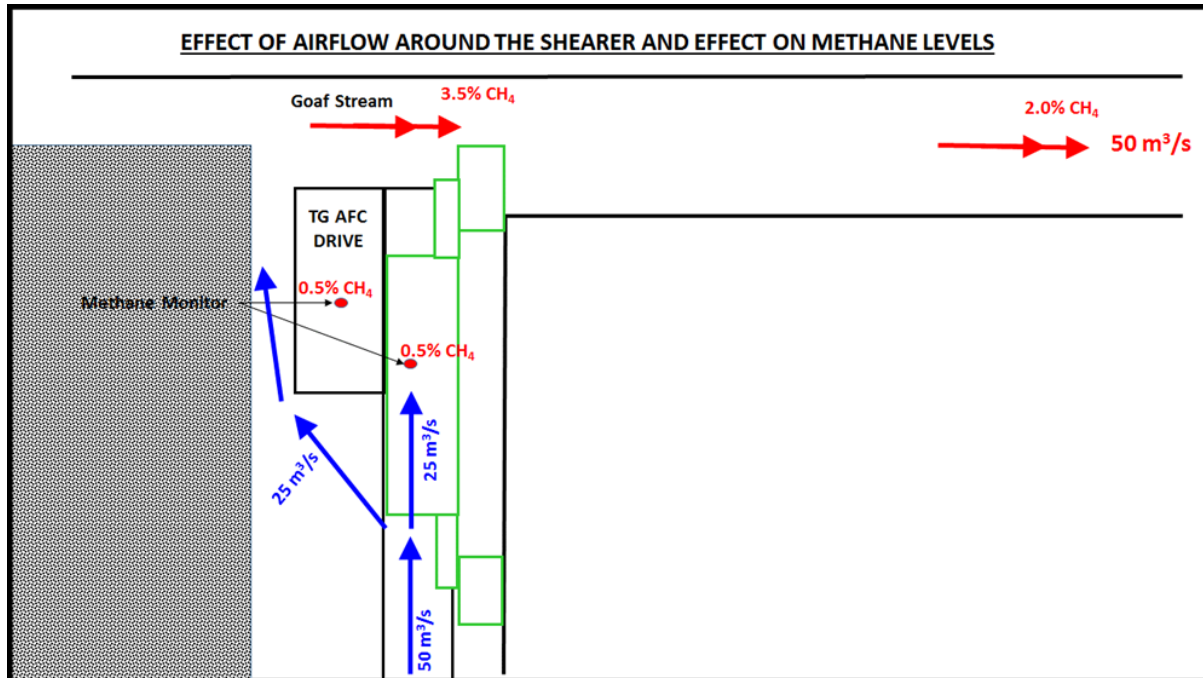 EFFECT OF AIRFLOW AROUND THE SHEARER AND EFFECT ON METHANE LEVELS
Goaf Stream
3.5% CH₄
2.0% CH₄
50 m³/s
TG AFC
DRIVE
0.5% CH₄
Methane Monitor
0.5% CH₄
25 m³/s
25 m³/s
50 m³/s